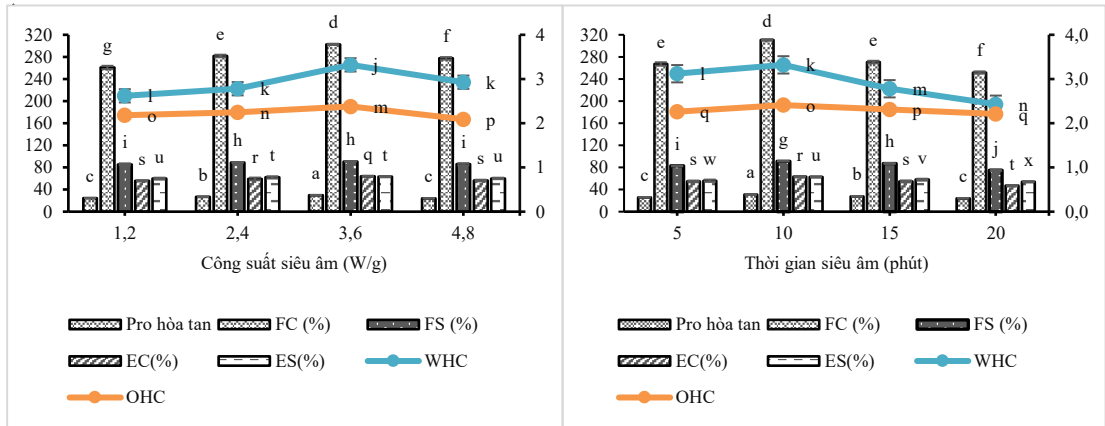 320
280
240
200
160
120
80
40
0
4
3
2
1
0
g e d f
l k j k
o n m p
i h h i
c s u b r t a q t c s u
1,2 2,4 3,6 4,8
Công suất siêu âm (W/g)
Pro hòa tan FC (%) FS (%)
EC(%) ES(%) WHC
OHC
320
280
240
200
160
120
80
40
0
4,0
3,0
2,0
1,0
0,0
e d e f
l k m n
q o p q
i g h j
c s w a r u b s v c t x
5 10 15 20
Thời gian siêu âm (phút)
Pro hòa tan FC (%) FS (%)
EC(%) ES(%) WHC
OHC